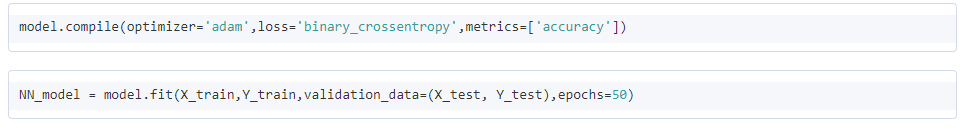 model.compile(optimizer='adam',loss='binary_crossentropy',metrics=['accuracy'])
NN_model = model.fit(X_train,Y_train,validation_data=(X_test, Y_test),epochs=50)